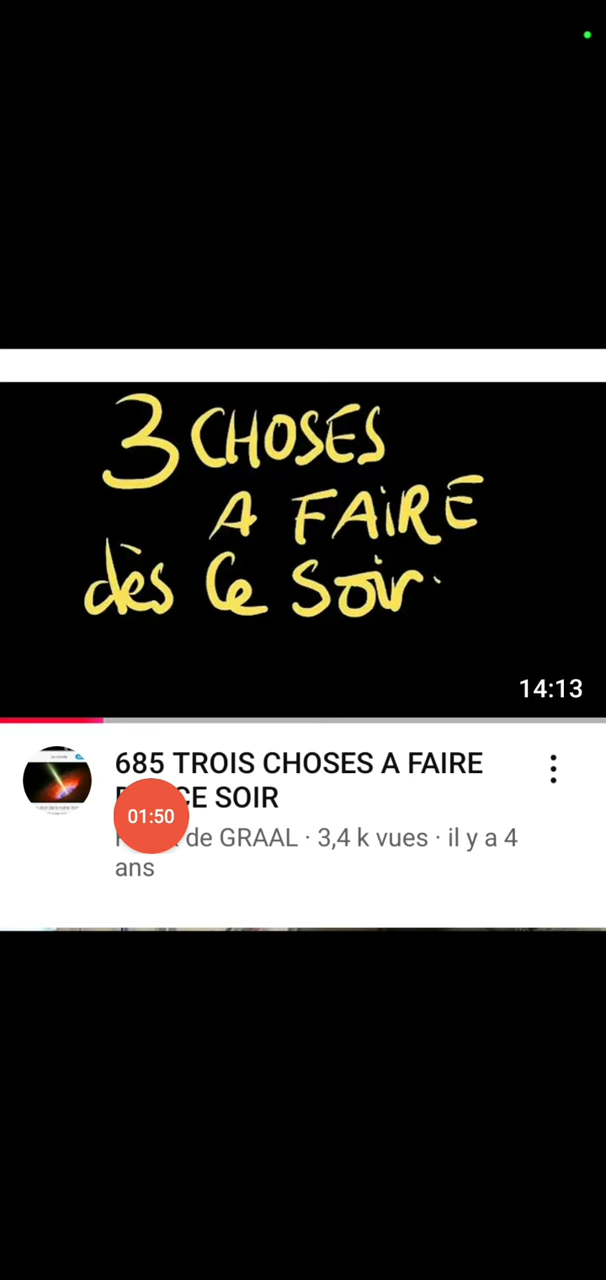 3 CHOSES
A FAiRE
dès Ce Soir.
14:13
685 TROIS CHOSES A FAIRE
CE SOIR
01:50
de GRAAL · 3,4 k vues · il y a 4
ans